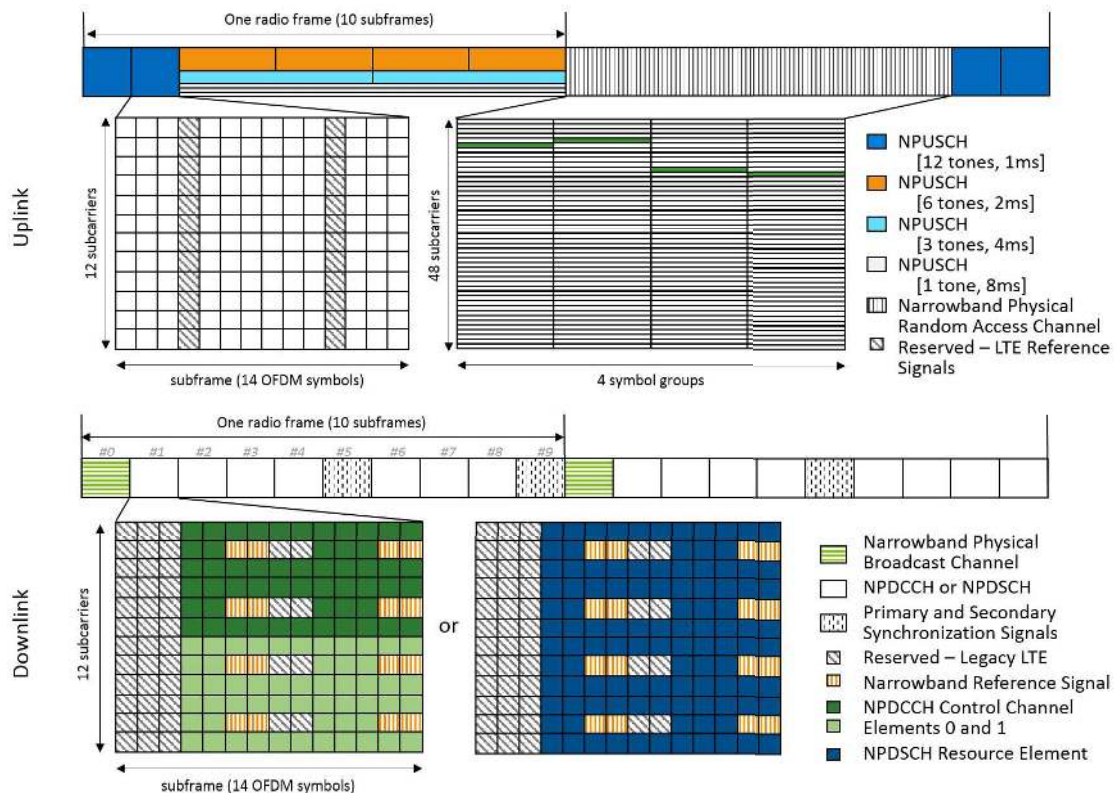 One radio frame (10 subframes)
Uplink
12 subcarriers
subframe (14 OFDM symbols)
48 subcarriers
4 symbol groups
NPUSCH
[12 tones, 1ms]
NPUSCH
[6 tones, 2ms]
NPUSCH
[3 tones, 4ms]
NPUSCH
[1 tone, 8ms]
Narrowband Physical
Random Access Channel
Reserved – LTE Reference
Signals
One radio frame (10 subframes)
#0 #1 #2 #3 #4 #5 #6 #7 #8 #9
Downlink
12 subcarriers
or
subframe (14 OFDM symbols)
Narrowband Physical
Broadcast Channel
NPDCCH or NPDSCH
Primary and Secondary
Synchronization Signals
Reserved – Legacy LTE
Narrowband Reference Signal
NPDCCH Control Channel
Elements 0 and 1
NPDSCH Resource Element